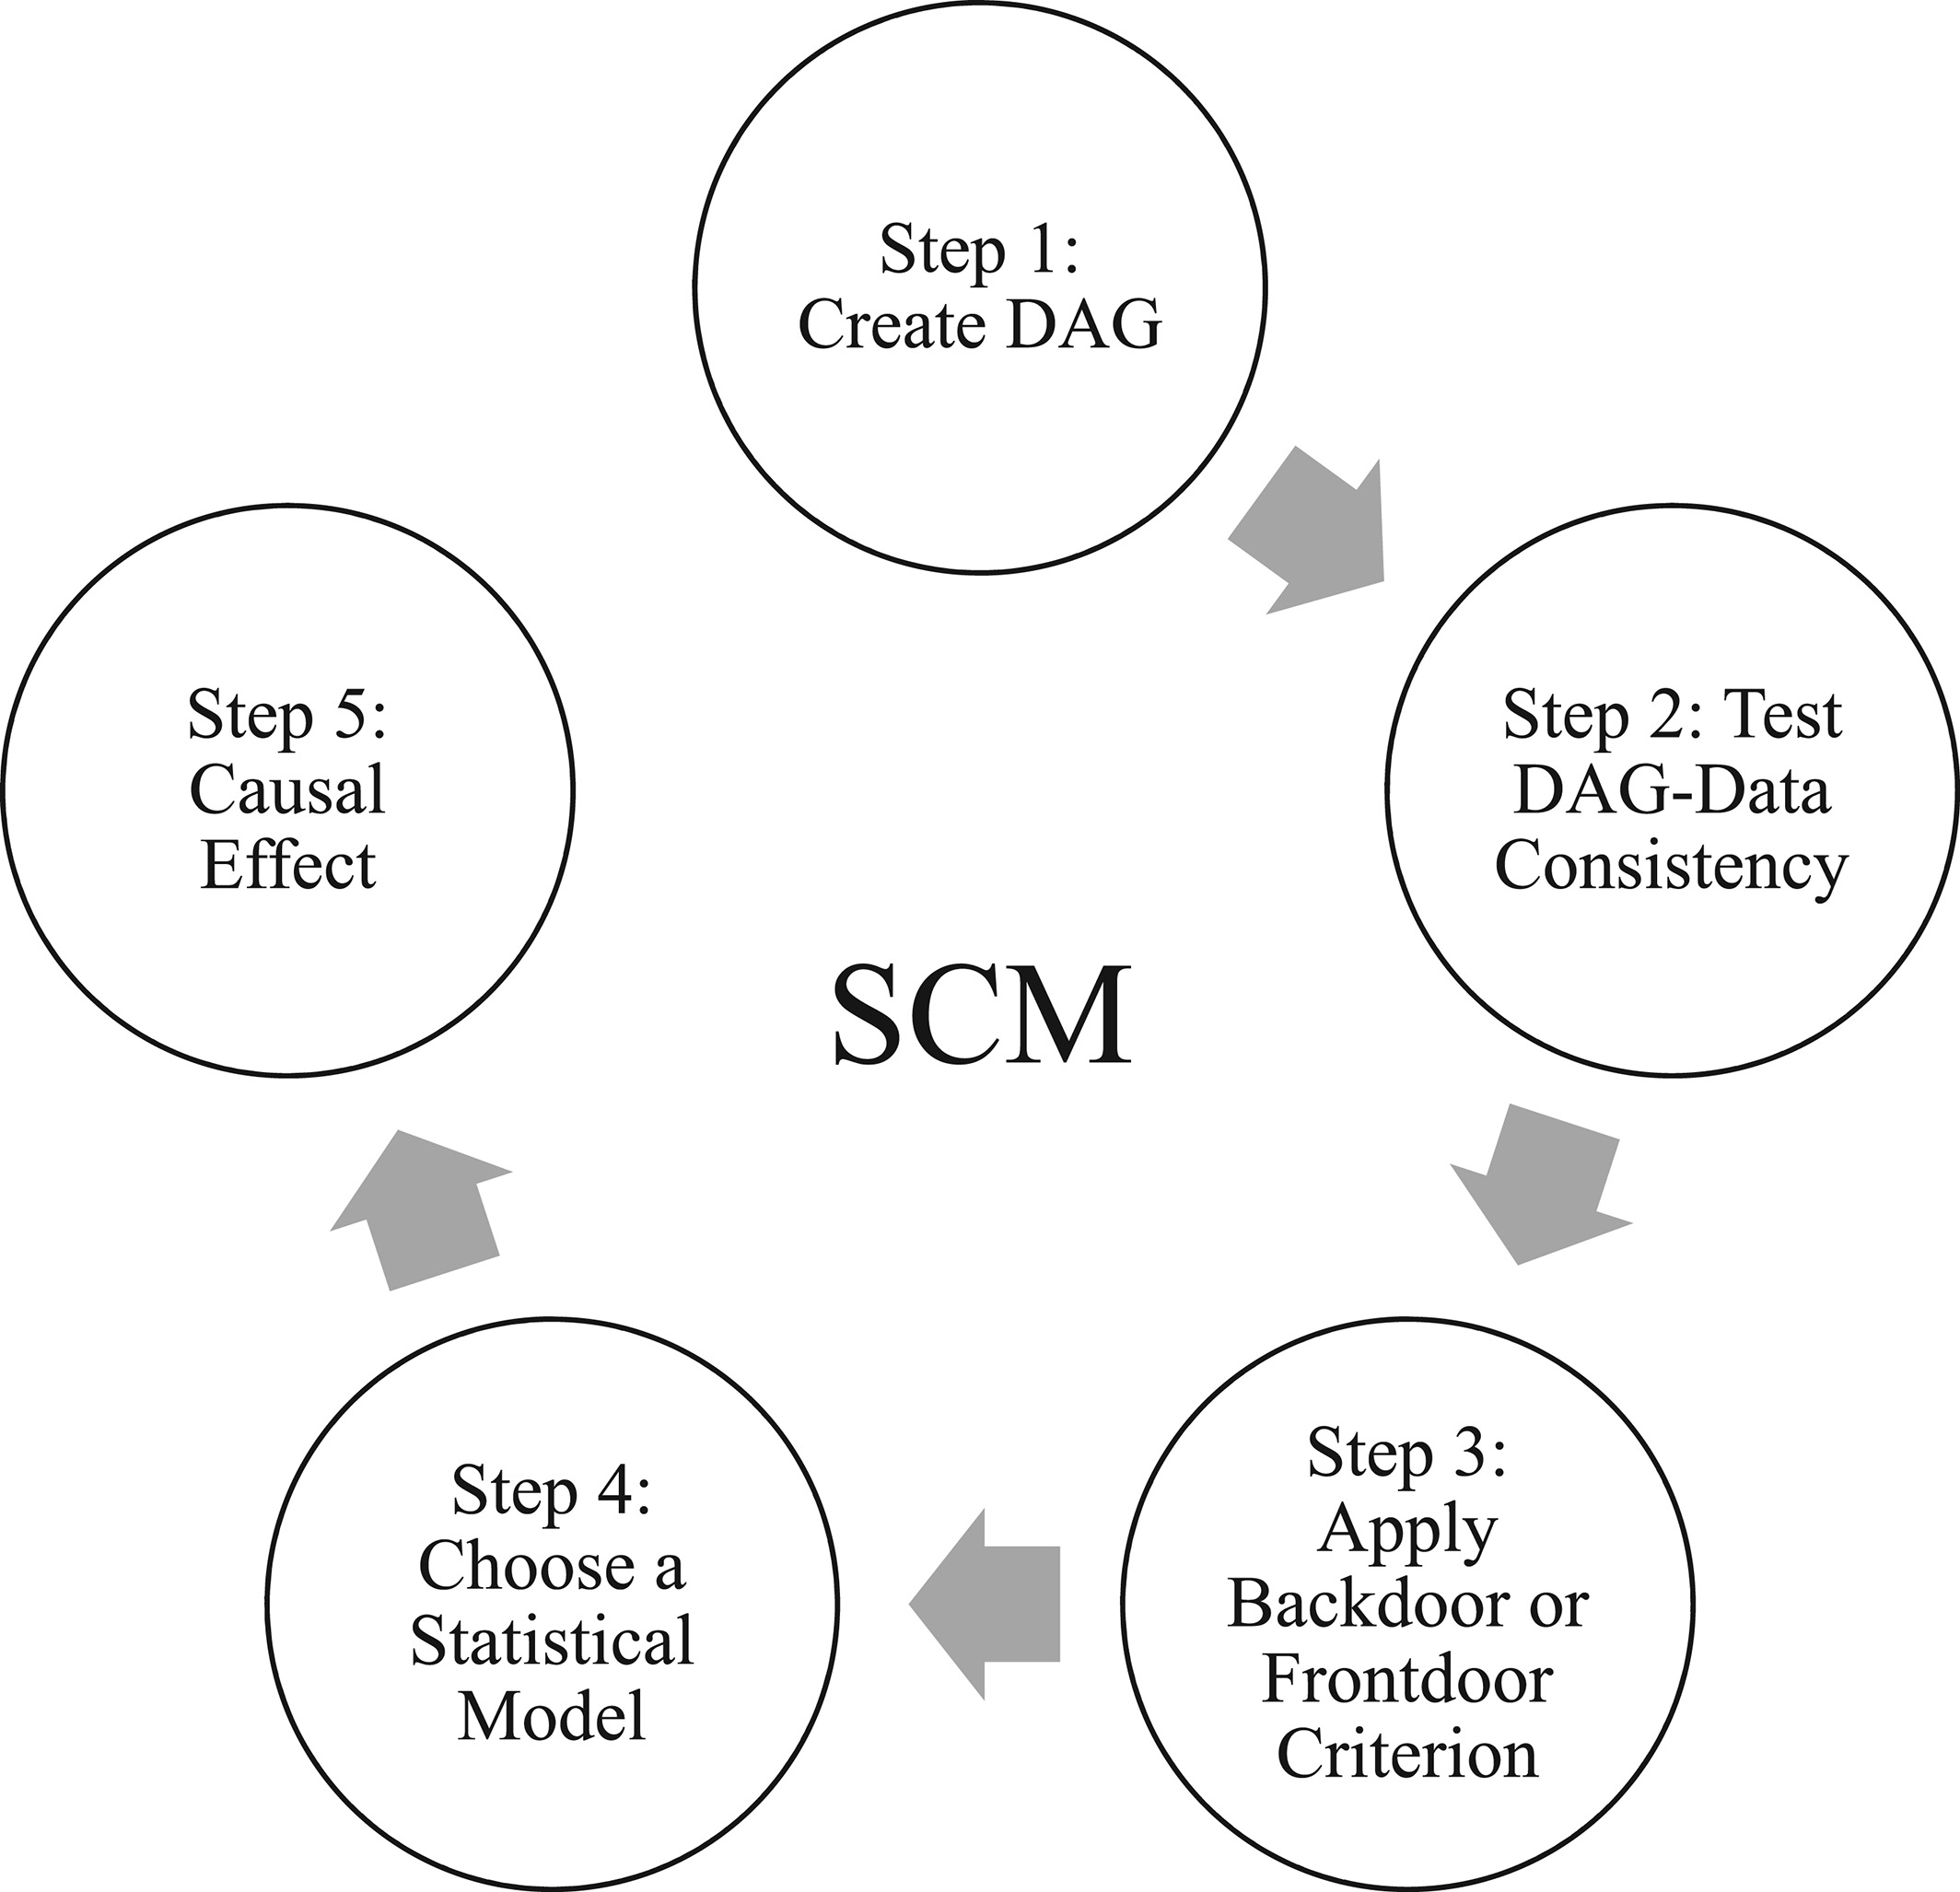 Step 1:
Create DAG
Step 2: Test
DAG-Data
Consistency
Step 3:
Apply
Backdoor or
Frontdoor
Criterion
Step 4:
Choose a
Statistical
Model
Step 5:
Causal
Effect
SCM